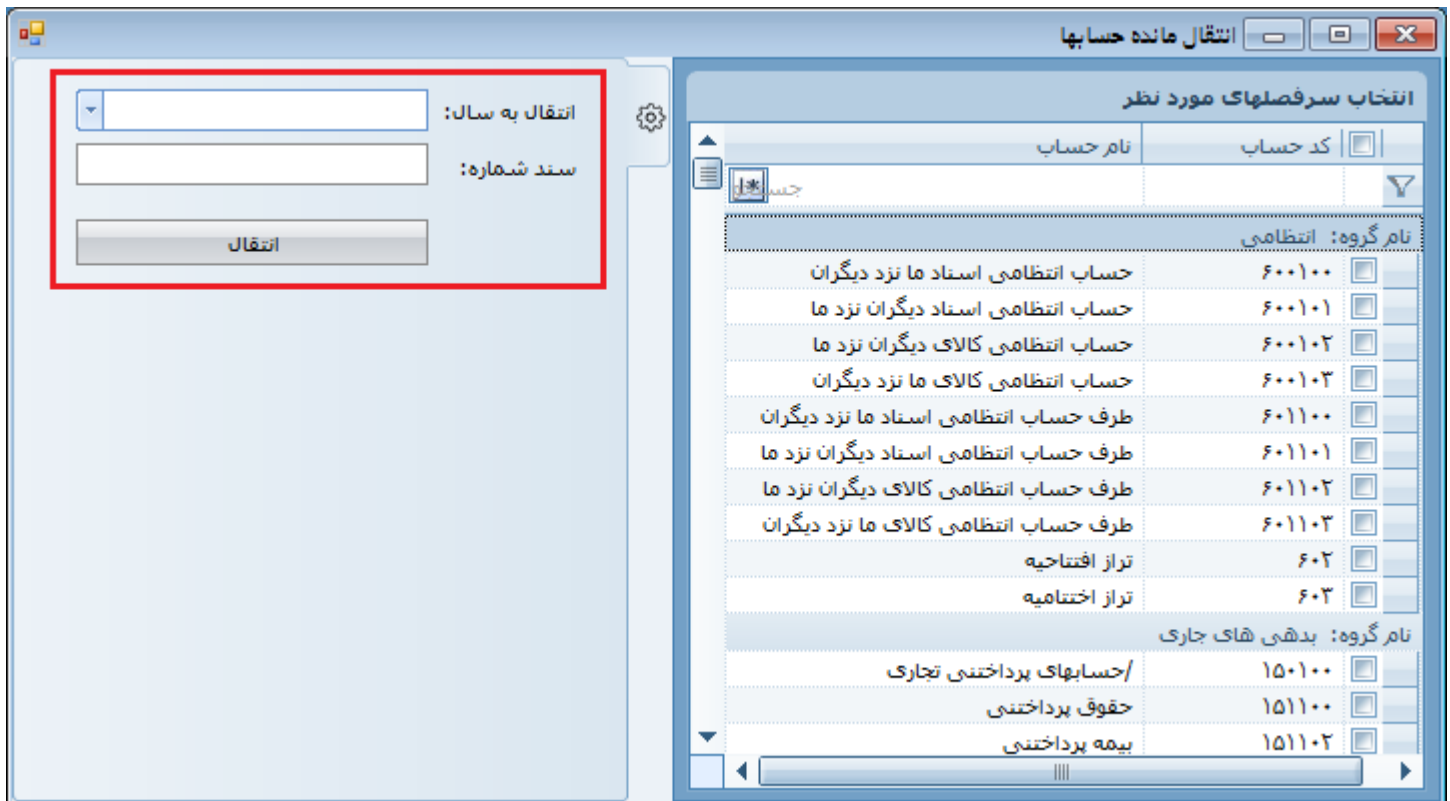 انتقال مانده حسابها
انتخاب سرفصلهای مورد نظر
کد حساب نام حساب
نام گروه: انتظامی
۶۰۰۱۰۰ حساب انتظامی اسناد ما نزد دیگران
۶۰۰۱۰۱ حساب انتظامی اسناد دیگران نزد ما
۶۰۰۱۰۲ حساب انتظامی کالای دیگران نزد ما
۶۰۰۱۰۳ حساب انتظامی کالای ما نزد دیگران
۶۰۱۱۰۰ طرف حساب انتظامی اسناد ما نزد دیگران
۶۰۱۱۰۱ طرف حساب انتظامی اسناد دیگران نزد ما
۶۰۱۱۰۲ طرف حساب انتظامی کالای دیگران نزد ما
۶۰۱۱۰۳ طرف حساب انتظامی کالای ما نزد دیگران
۶۰۲ تراز افتتاحیه
۶۰۳ تراز اختتامیه
نام گروه: بدهی های جاری
۱۵۰۱۰۰ /حسابهای پرداختنی تجاری
۱۵۱۱۰۰ حقوق پرداختنی
۱۵۱۱۰۲ بیمه پرداختنی
انتقال به سال:
سند شماره:
انتقال